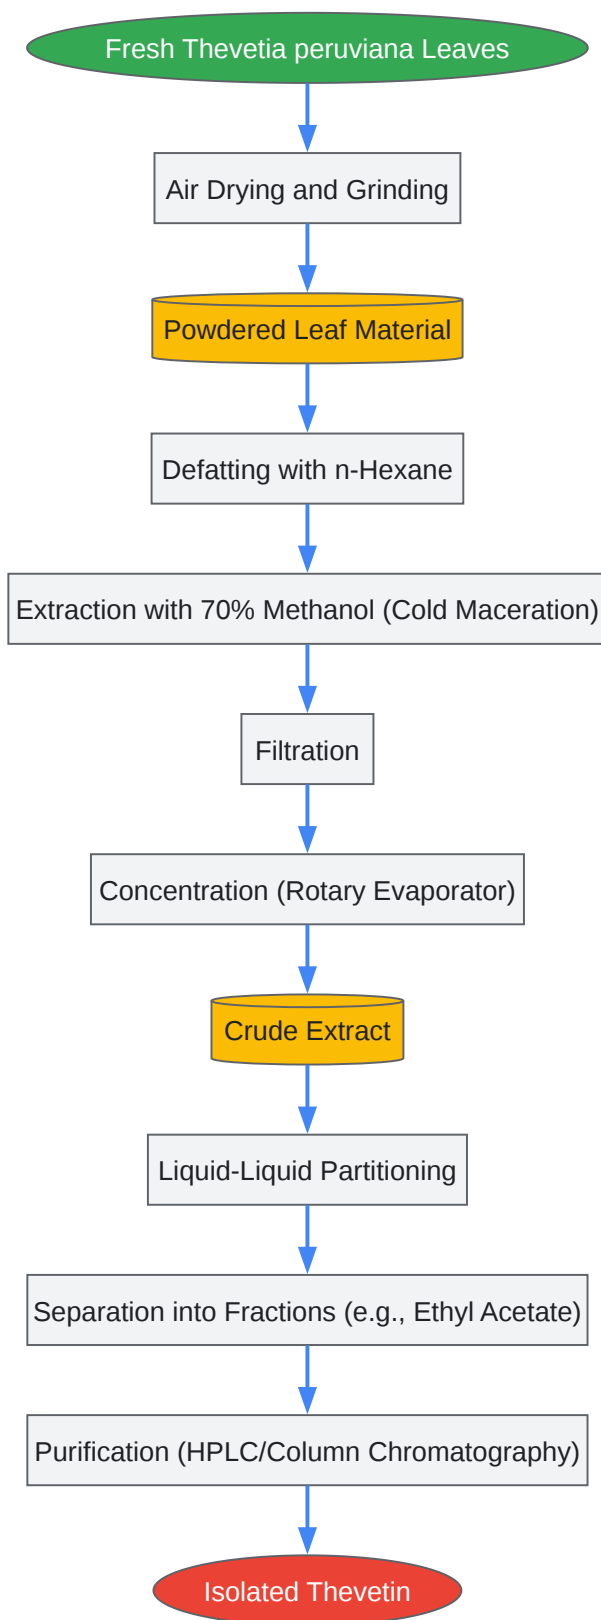 Fresh Thevetia peruviana Leaves
Air Drying and Grinding
Powdered Leaf Material
Defatting with n-Hexane
Extraction with 70% Methanol (Cold Maceration)
Filtration
Concentration (Rotary Evaporator)
Crude Extract
Liquid-Liquid Partitioning
Separation into Fractions (e.g., Ethyl Acetate)
Purification (HPLC/Column Chromatography)
Isolated Thevetin